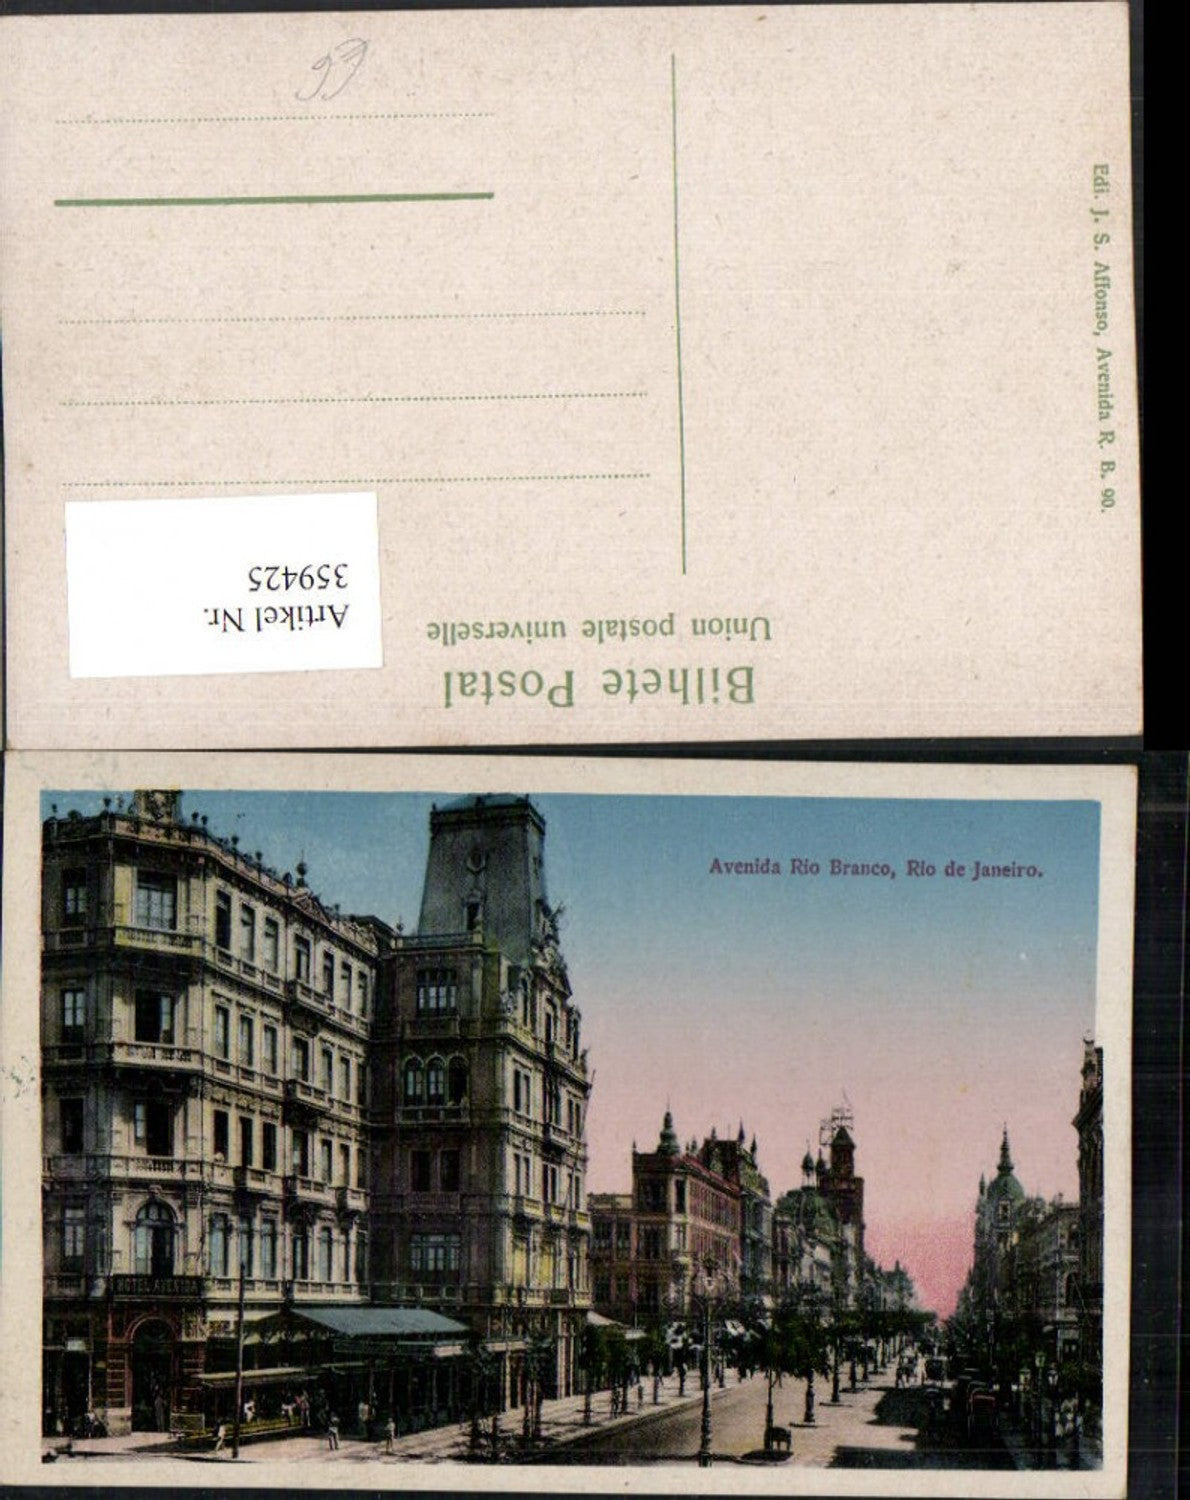 97
Edi. J. S. Affonso, Avenida R. B. 90.
Bilhete Postal
Union postale universelle
Artikel Nr.
359425
Avenida Rio Branco, Rio de Janeiro.
HOTEL AVENIDA